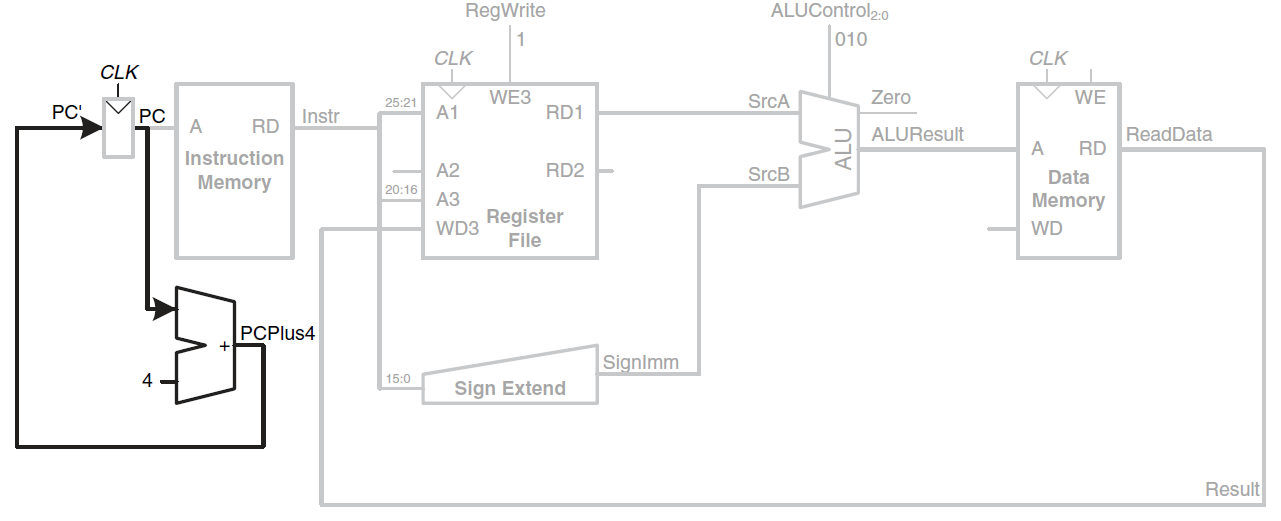 RegWrite
ALUControl2:0
1
010
CLK
CLK
CLK
PC'
PC
A
RD
Instruction
Memory
Instr
25:21
A1
WE3
RD1
A2
RD2
20:16
A3
WD3
Register
File
SrcA
SrcB
ALU
Zero
ALUResult
WE
A
RD
Data
Memory
WD
ReadData
PCPlus4
+
4
15:0
Sign Extend
SignImm
Result